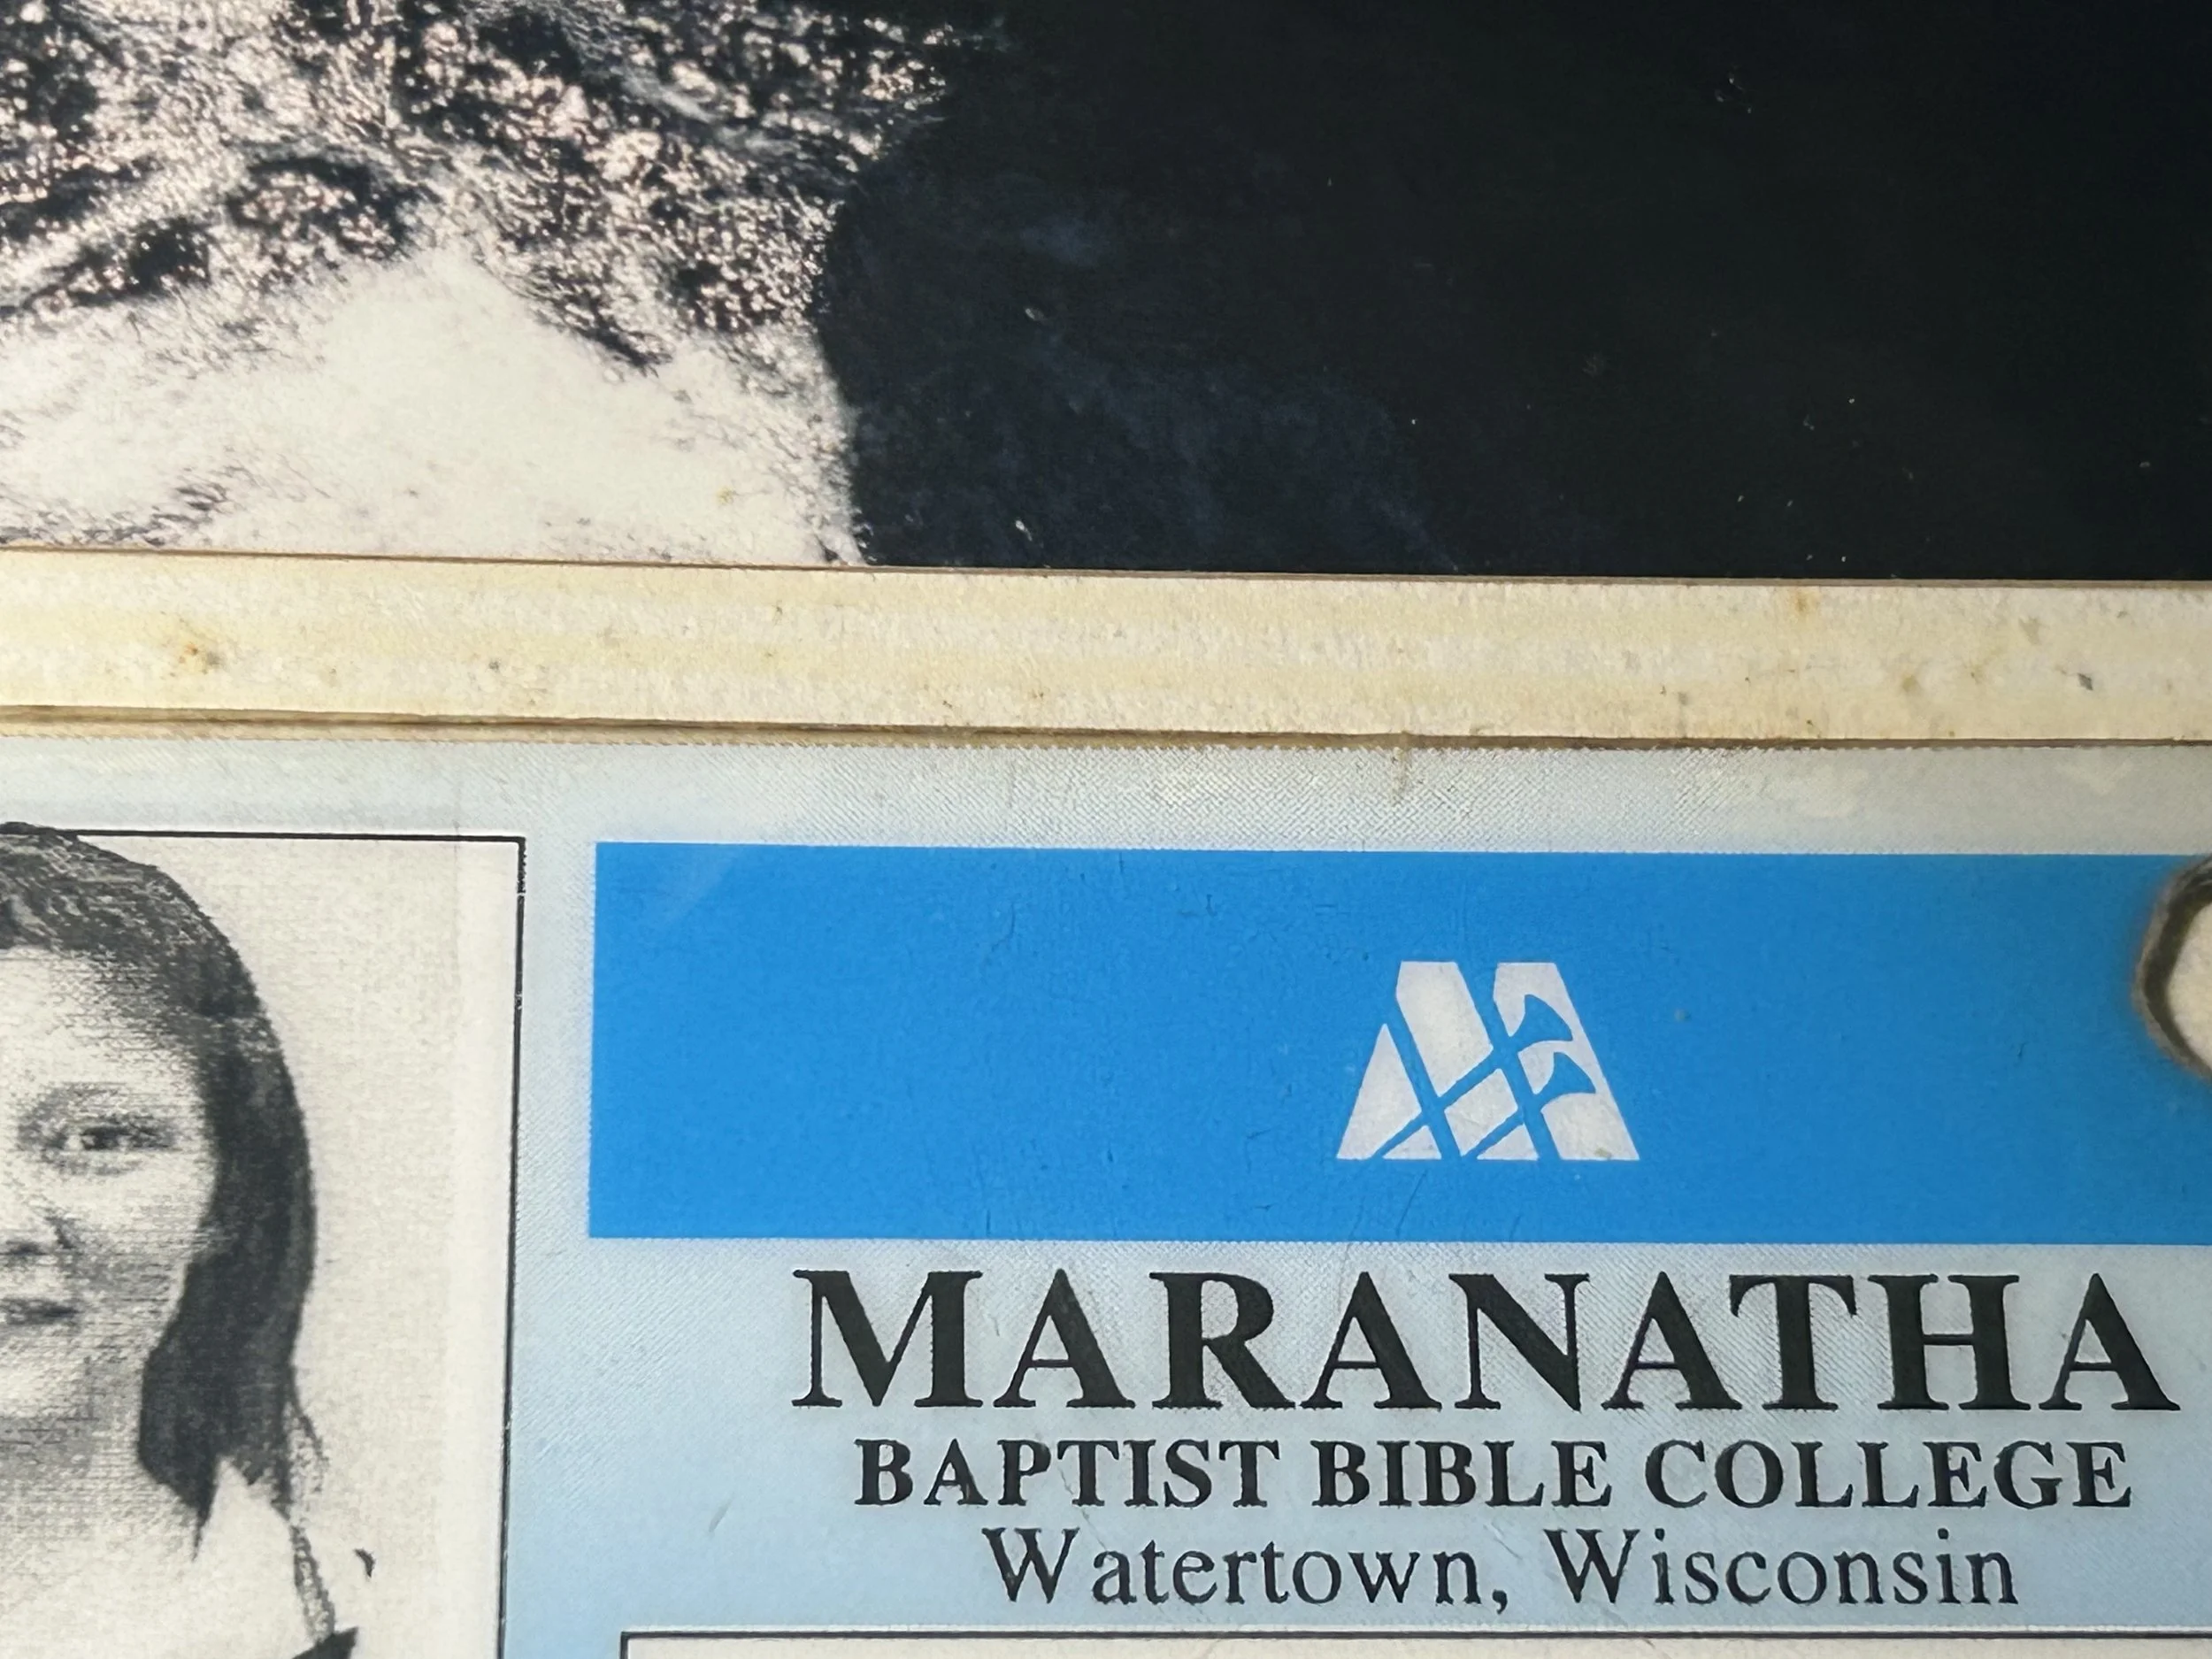 MARANATHA
BAPTIST BIBLE COLLEGE
Watertown, Wisconsin